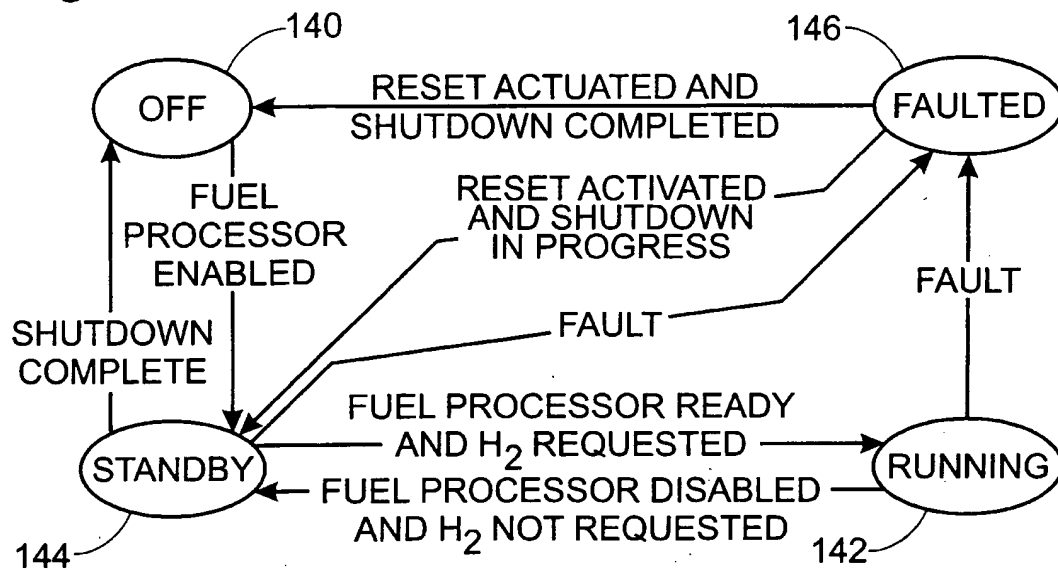 140
146
OFF
RESET ACTUATED AND
SHUTDOWN COMPLETED
FAULTED
FUEL
PROCESSOR
ENABLED
RESET ACTIVATED
AND SHUTDOWN
IN PROGRESS
FAULT
FAULT
SHUTDOWN
COMPLETE
FUEL PROCESSOR READY
AND H2 REQUESTED
STANDBY
RUNNING
FUEL PROCESSOR DISABLED
AND H2 NOT REQUESTED
144
142